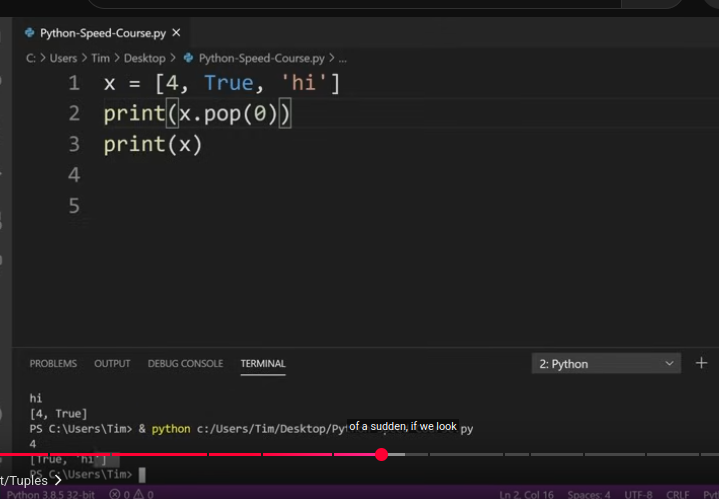 Python-Speed-Course.py ×
C: > Users > Tim > Desktop > Python-Speed-Course.py > ...
1 x = [4, True, 'hi']
2 print(x.pop(0))
3 print(x)
4
5
PROBLEMS OUTPUT DEBUG CONSOLE TERMINAL 2: Python
hi
[4, True]
PS C:\Users\Tim> & python c:/Users/Tim/Desktop/Py py
of a sudden, if we look
4
[True, 'hi']
PS C:\Users\Tim>
t/Tuples >
Python 3.8.5 32-bit 0 0 Ln 2, Col 16 Spaces: 4 UTF-8 CRLF Pyt